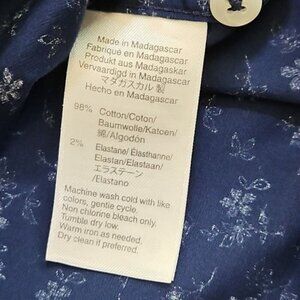 Made in Madagascar
Fabriqué en Madagascar
Produkt aus Madagaskar
Vervaardigd in Madagascar
マダガスカル 製
Hecho en Madagascar
98% Cotton/Coton/
Baumwolle/Katoen/
綿/Algodón
2% Elastane/ Elasthanne/
Elastan/Elastaan/
エラステーン
/Elastano
Machine wash cold with like
colors, gentle cycle.
Non chlorine bleach only.
Tumble dry low.
Warm iron as needed.
Dry clean if preferred.